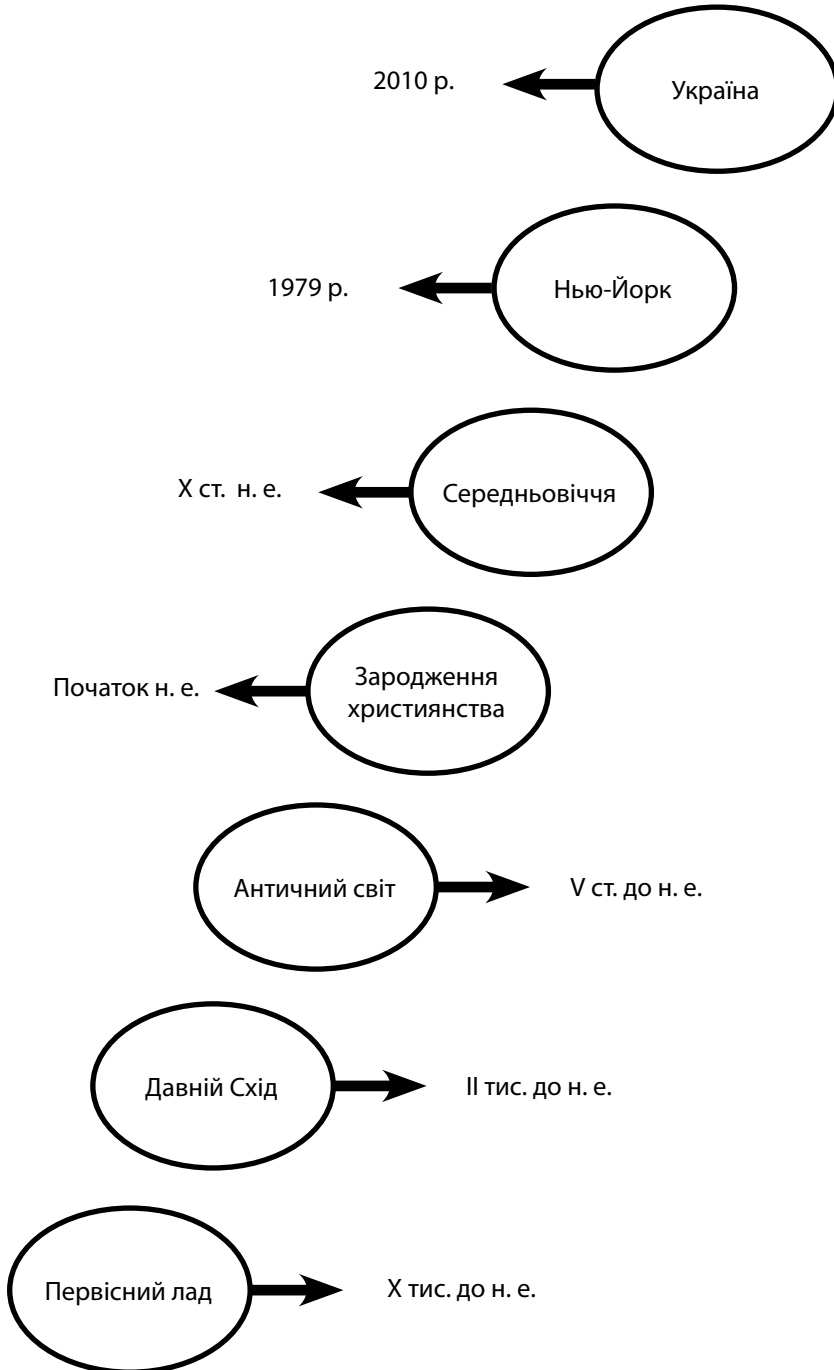 2010 р.
Україна
1979 р.
Нью-Йорк
X ст. н. е.
Середньовіччя
Початок н. е.
Зародження
християнства
Античний світ
V ст. до н. е.
Давній Схід
II тис. до н. е.
Первісний лад
X тис. до н. е.